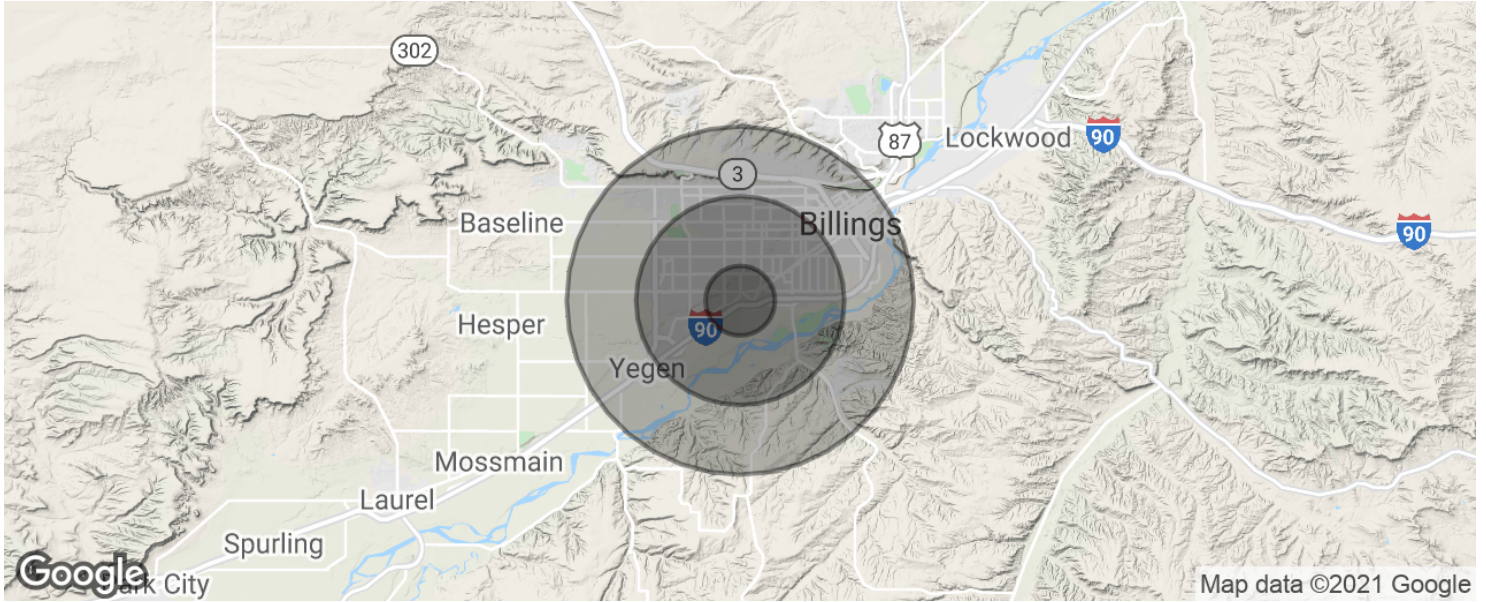 302
87
Lockwood
90
3
Baseline
Billings
90
Hesper
90
Yegen
Mossmain
Laurel
Spurling
Google
Park City
Map data ©2021 Google